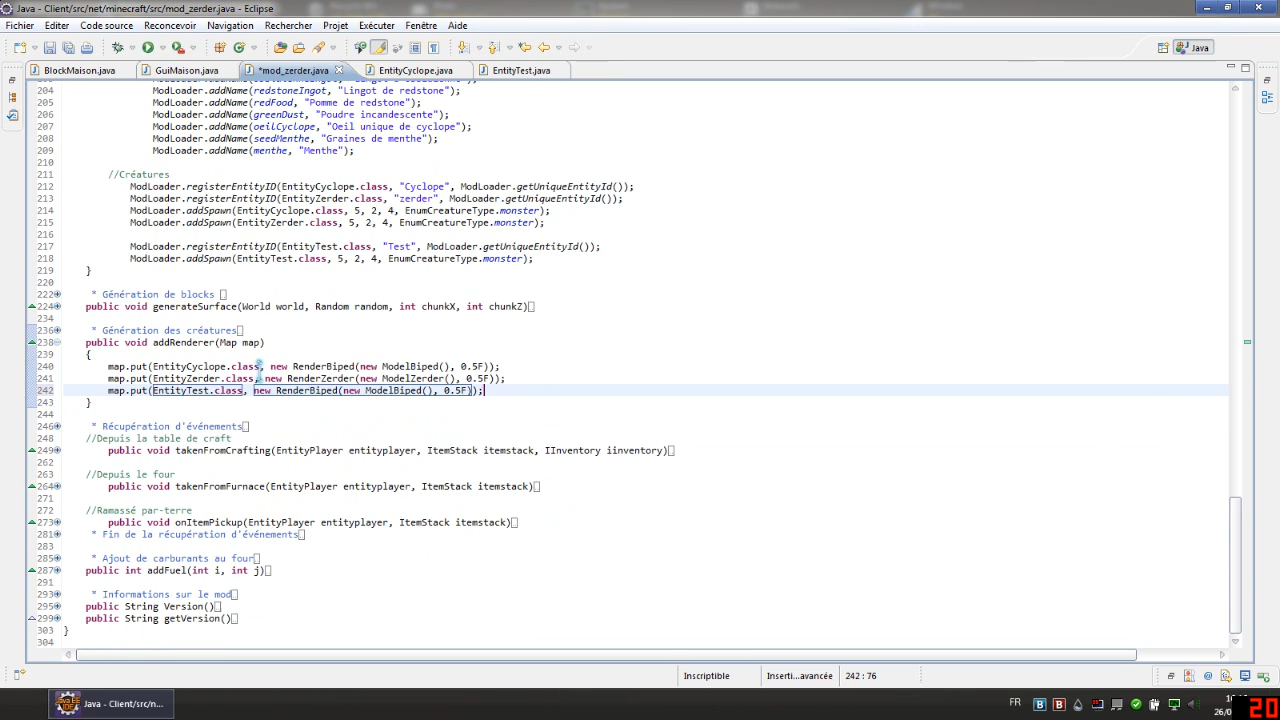 Java - Client/src/net/minecraft/src/mod_zerder.java - Eclipse
Fichier Editer Code source Reconcevoir Navigation Rechercher Projet Exécuter Fenêtre Aide
Java
BlockMaison.java GuiMaison.java *mod_zerder.java EntityCyclope.java EntityTest.java
204 ModLoader.addName(redstoneIngot, "Lingot de redstone");
205 ModLoader.addName(redFood, "Pomme de redstone");
206 ModLoader.addName(greenDust, "Poudre incandescente");
207 ModLoader.addName(oeilCyclope, "Oeil unique de cyclope");
208 ModLoader.addName(seedMenthe, "Graines de menthe");
209 ModLoader.addName(menthe, "Menthe");
210
211 //Créatures
212 ModLoader.registerEntityID(EntityCyclope.class, "Cyclope", ModLoader.getUniqueEntityId());
213 ModLoader.registerEntityID(EntityZerder.class, "zerder", ModLoader.getUniqueEntityId());
214 ModLoader.addSpawn(EntityCyclope.class, 5, 2, 4, EnumCreatureType.monster);
215 ModLoader.addSpawn(EntityZerder.class, 5, 2, 4, EnumCreatureType.monster);
216
217 ModLoader.registerEntityID(EntityTest.class, "Test", ModLoader.getUniqueEntityId());
218 ModLoader.addSpawn(EntityTest.class, 5, 2, 4, EnumCreatureType.monster);
219 }
220
222 * Génération de blocks
224 public void generateSurface(World world, Random random, int chunkX, int chunkZ)
234
236 * Génération des créatures
238 public void addRenderer(Map map)
239 {
240 map.put(EntityCyclope.class, new RenderBiped(new ModelBiped(), 0.5F));
241 map.put(EntityZerder.class, new RenderZerder(new ModelZerder(), 0.5F));
242 map.put(EntityTest.class, new RenderBiped(new ModelBiped(), 0.5F));
243 }
244
246 * Récupération d'événements
248 //Depuis la table de craft
249 public void takenFromCrafting(EntityPlayer entityplayer, ItemStack itemstack, IInventory iinventory)
262
263 //Depuis le four
264 public void takenFromFurnace(EntityPlayer entityplayer, ItemStack itemstack)
271
272 //Ramassé par-terre
273 public void onItemPickup(EntityPlayer entityplayer, ItemStack itemstack)
281 * Fin de la récupération d'événements
283
285 * Ajout de carburants au four
287 public int addFuel(int i, int j)
291
293 * Informations sur le mod
295 public String Version()
299 public String getVersion()
303 }
304
Inscriptible Inserti...avancée 242 : 76
Java - Client/src/n... FR
20